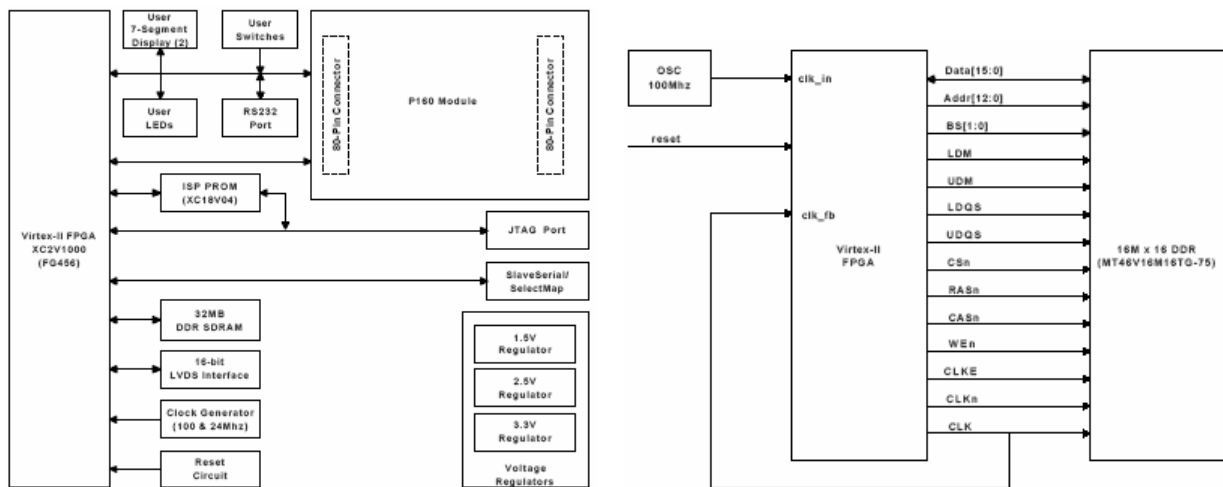 User
7-Segment
Display (2)
User
Switches
User
LEDs
RS232
Port
80-Pin Connector
P160 Module
80-Pin Connector
ISP PROM
(XC18V04)
Virtex-II FPGA
XC2V1000
(FG456)
JTAG Port
SlaveSerial/
SelectMap
32MB
DDR SDRAM
16-bit
LVDS Interface
Clock Generator
(100 & 24Mhz)
Reset
Circuit
1.5V
Regulator
2.5V
Regulator
3.3V
Regulator
Voltage
Regulators
OSC
100Mhz
reset
clk_in
clk_fb
Virtex-II
FPGA
Data[15:0]
Addr[12:0]
BS[1:0]
LDM
UDM
LDQS
UDQS
CSn
RASn
CASn
WEn
CLKE
CLKn
CLK
16M x 16 DDR
(MT46V16M16TG-75)